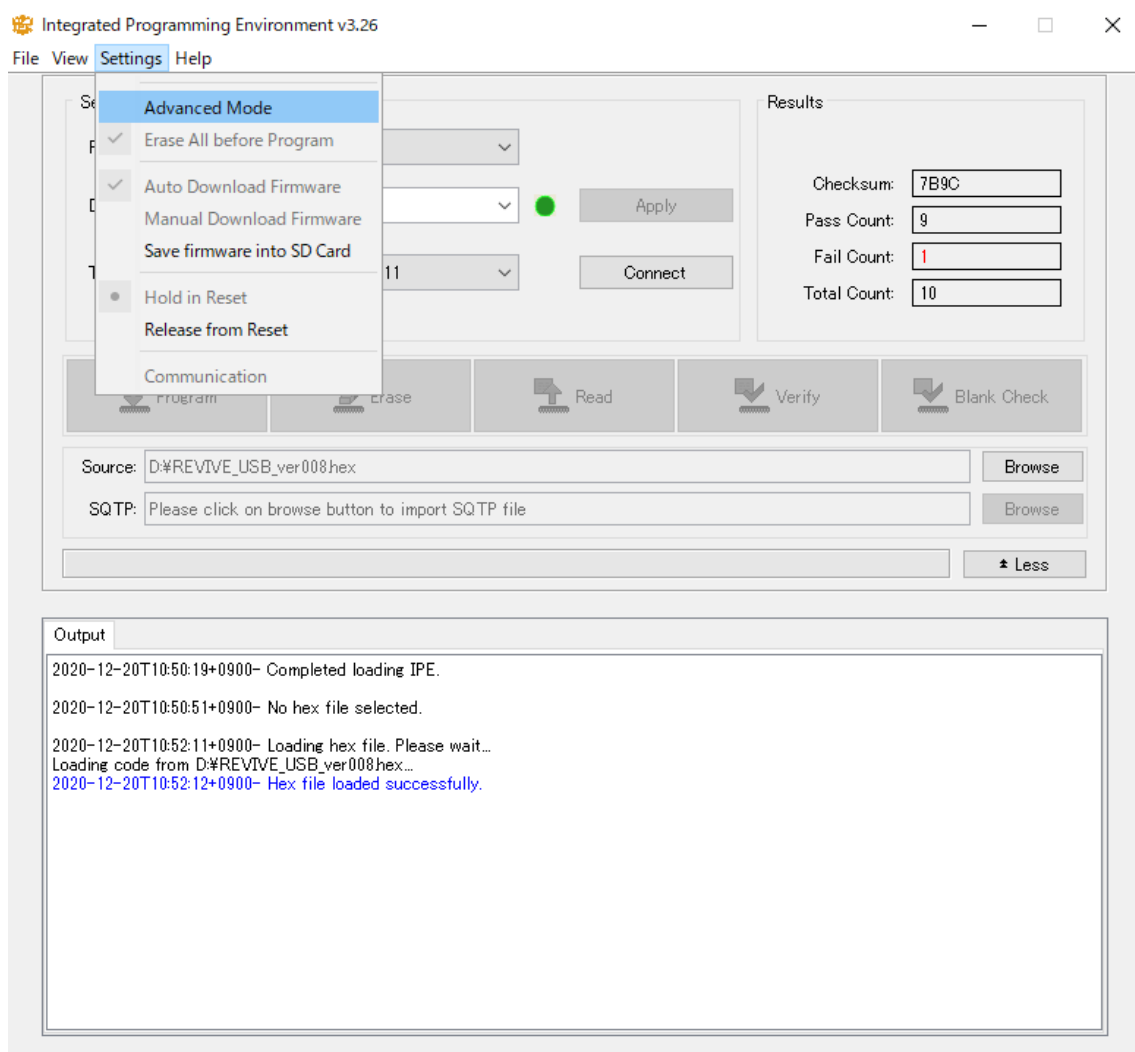 Integrated Programming Environment v3.26
File View Settings Help
Advanced Mode
Erase All before Program
Auto Download Firmware
Manual Download Firmware
Save firmware into SD Card
Hold in Reset
Release from Reset
Communication
11
Apply
Connect
Results
Checksum: 7B9C
Pass Count: 9
Fail Count: 1
Total Count: 10
Program Erase Read Verify Blank Check
Source: D:¥REVIVE_USB_ver008.hex Browse
SQTP: Please click on browse button to import SQTP file Browse
Less
Output
2020-12-20T10:50:19+0900- Completed loading IPE.
2020-12-20T10:50:51+0900- No hex file selected.
2020-12-20T10:52:11+0900- Loading hex file. Please wait...
Loading code from D:¥REVIVE_USB_ver008.hex...
2020-12-20T10:52:12+0900- Hex file loaded successfully.